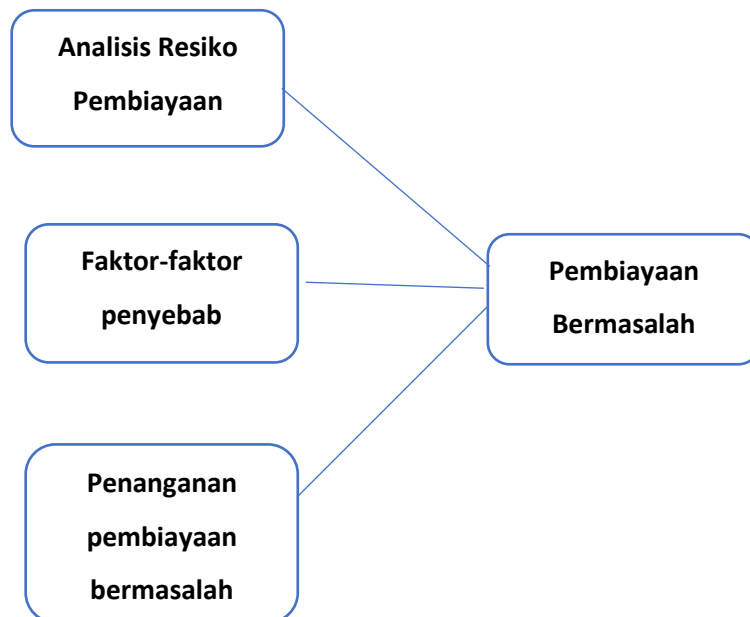 Analisis Resiko
Pembiayaan
Faktor-faktor
penyebab
Pembiayaan
Bermasalah
Penanganan
pembiayaan
bermasalah